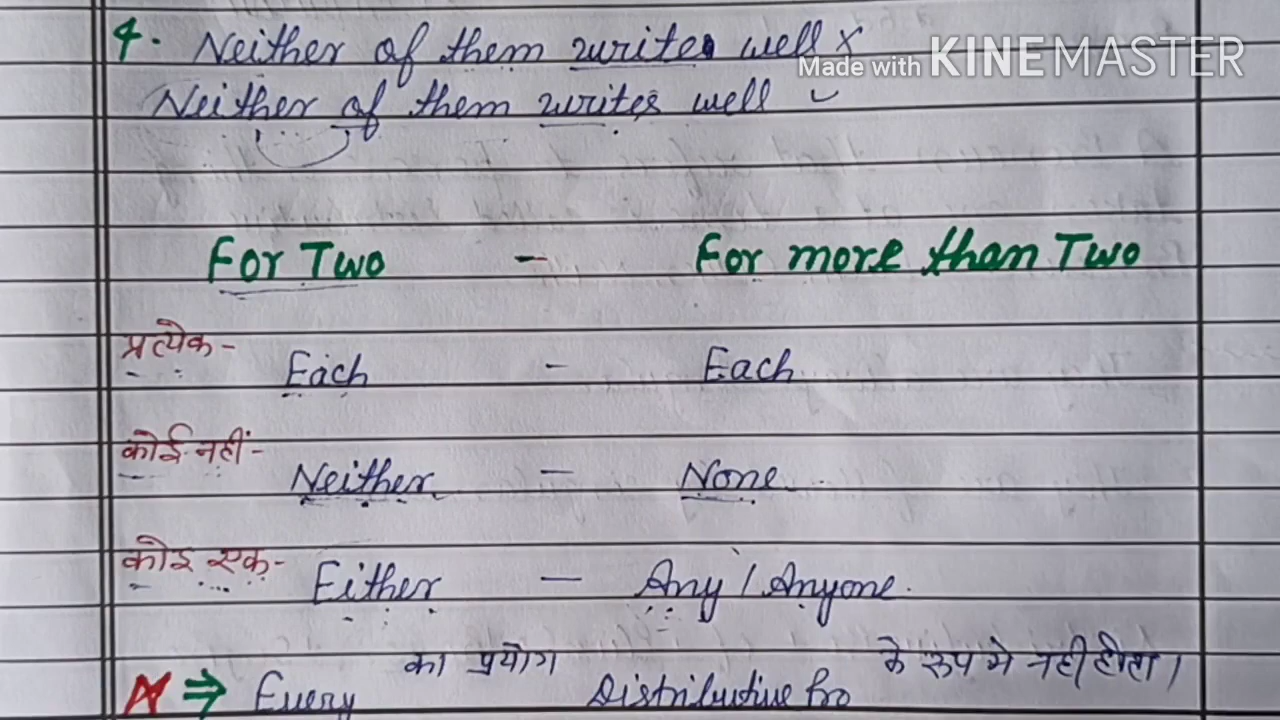 4. Neither of them write well ×
Made with KINEMASTER
Neither of them writes well ✓
For Two - For more than Two
प्रत्येक- Each - Each
कोई नहीं- Neither - None
कोई एक- Either - Any / Anyone.
N ⇒ Every का प्रयोग Distributive Pro के रूप मे नही होता।